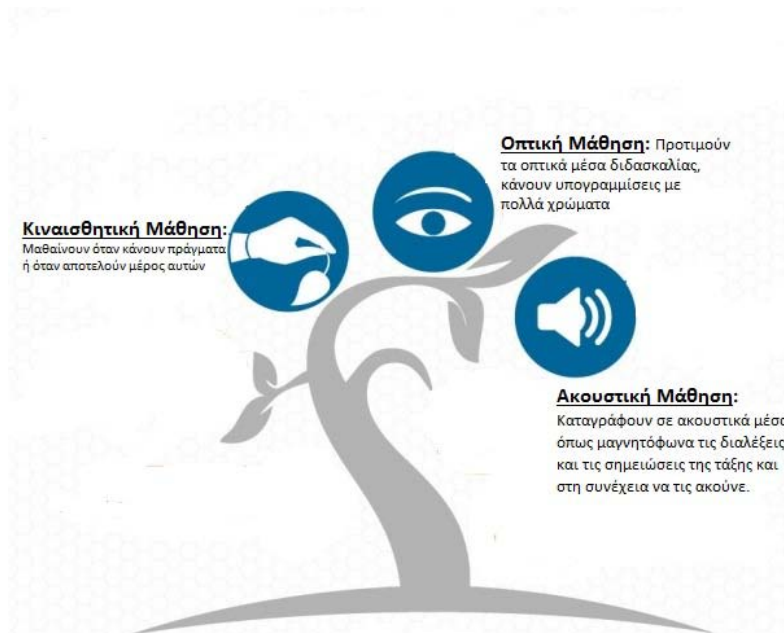 Οπτική Μάθηση: Προτιμούν
τα οπτικά μέσα διδασκαλίας,
κάνουν υπογραμμίσεις με
πολλά χρώματα
Κιναισθητική Μάθηση:
Μαθαίνουν όταν κάνουν πράγματα
ή όταν αποτελούν μέρος αυτών
Ακουστική Μάθηση:
Καταγράφουν σε ακουστικά μέσα
όπως μαγνητόφωνα τις διαλέξεις
και τις σημειώσεις της τάξης και
στη συνέχεια να τις ακούνε.